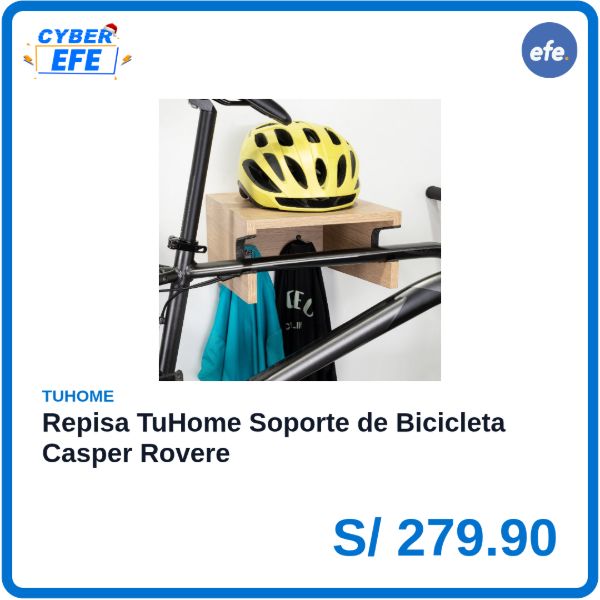 CYBER
EFE
efe.
TUHOME
Repisa TuHome Soporte de Bicicleta
Casper Rovere
S/ 279.90